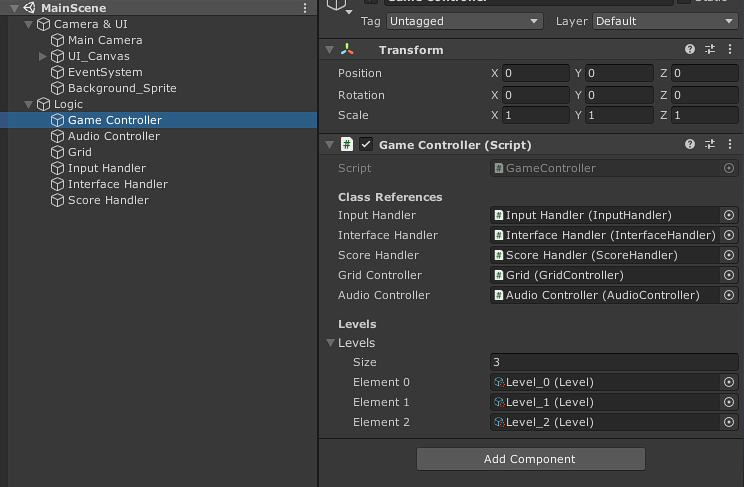 MainScene
Camera & UI
Main Camera
UI_Canvas
EventSystem
Background_Sprite
Logic
Game Controller
Audio Controller
Grid
Input Handler
Interface Handler
Score Handler
Tag Untagged Layer Default
Transform
Position X 0 Y 0 Z 0
Rotation X 0 Y 0 Z 0
Scale X 1 Y 1 Z 1
# Game Controller (Script)
Script # GameController
Class References
Input Handler # Input Handler (InputHandler)
Interface Handler # Interface Handler (InterfaceHandler)
Score Handler # Score Handler (ScoreHandler)
Grid Controller # Grid (GridController)
Audio Controller # Audio Controller (AudioController)
Levels
Levels
Size 3
Element 0 Level_0 (Level)
Element 1 Level_1 (Level)
Element 2 Level_2 (Level)
Add Component